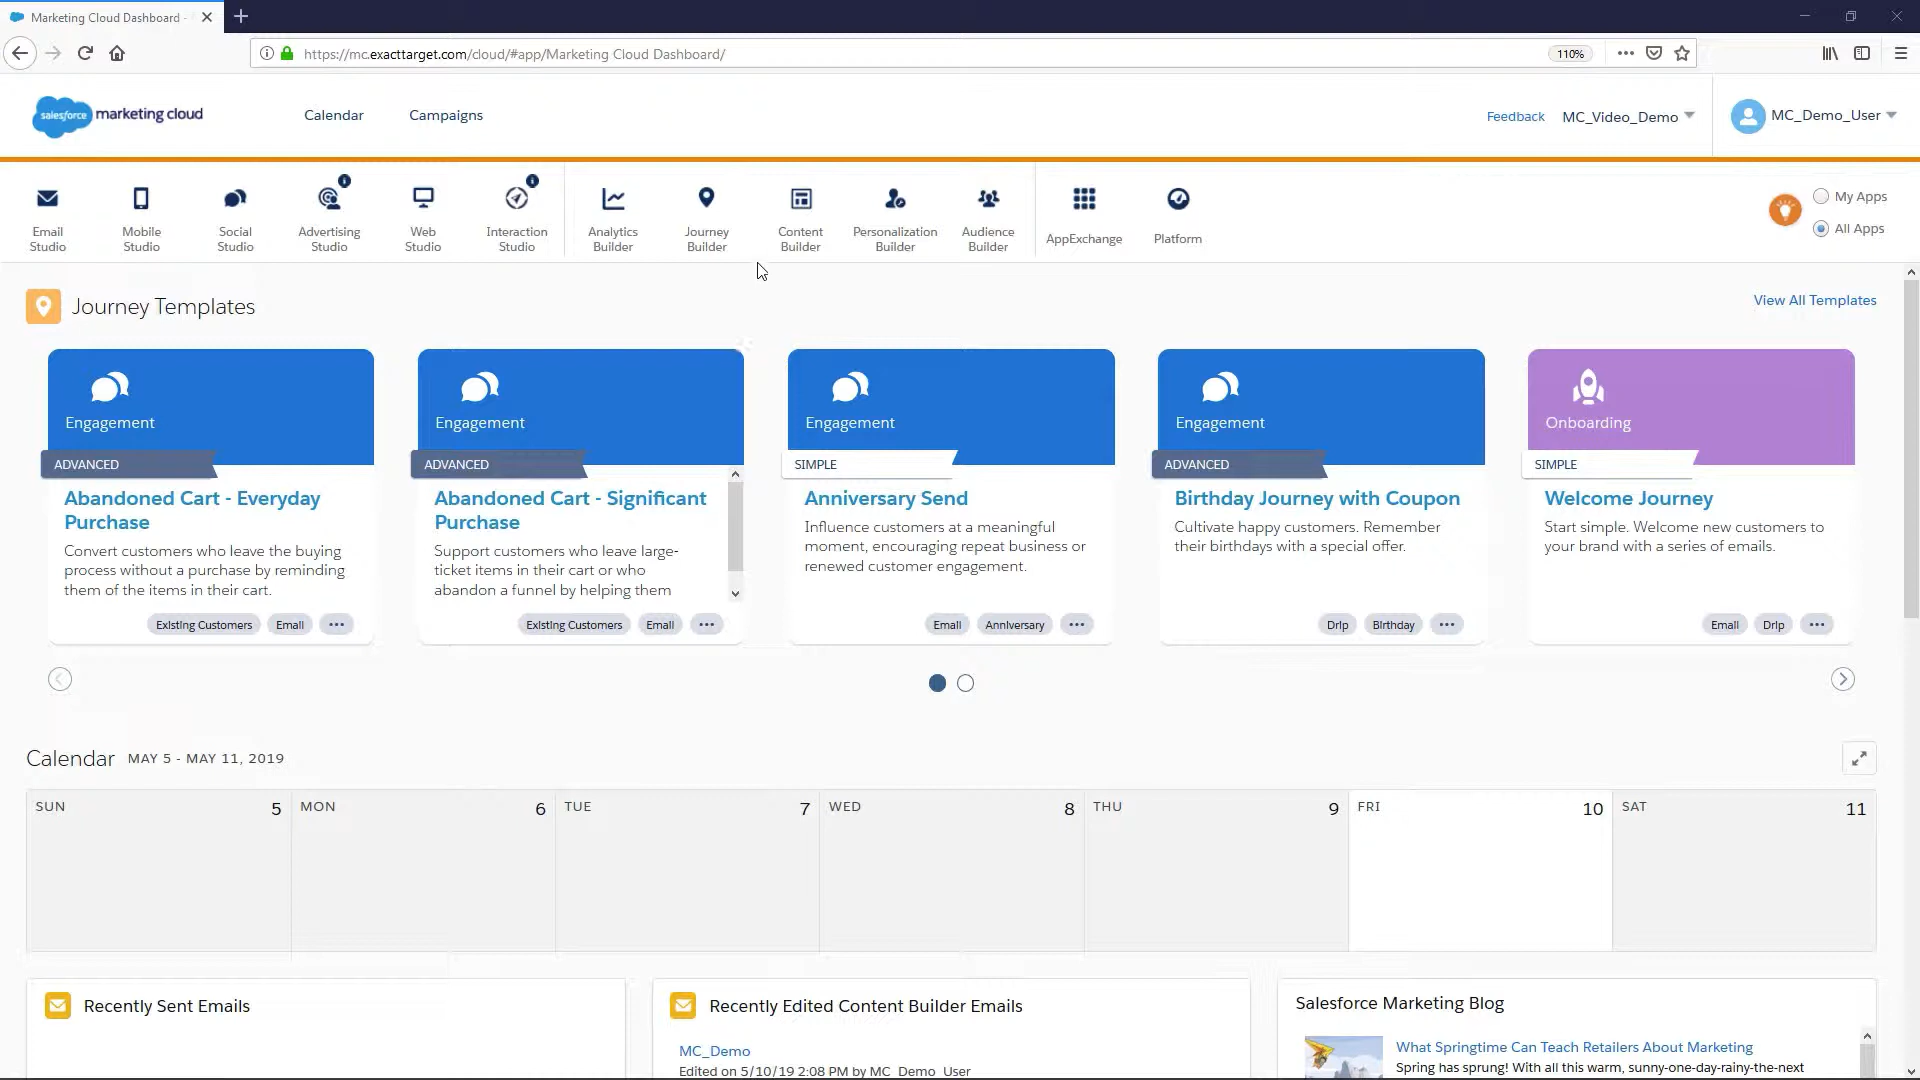 Marketing Cloud Dashboard -
https://mc.exacttarget.com/cloud/#app/Marketing Cloud Dashboard/
110%
salesforce marketing cloud
Calendar
Campaigns
Feedback
MC_Video_Demo
MC_Demo_User
Email
Studio
Mobile
Studio
Social
Studio
Advertising
Studio
Web
Studio
Interaction
Studio
Analytics
Builder
Journey
Builder
Content
Builder
Personalization
Builder
Audience
Builder
AppExchange
Platform
My Apps
All Apps
Journey Templates
View All Templates
Engagement
ADVANCED
Abandoned Cart - Everyday
Purchase
Convert customers who leave the buying
process without a purchase by reminding
them of the items in their cart.
Existing Customers
Email
Engagement
ADVANCED
Abandoned Cart - Significant
Purchase
Support customers who leave large-
ticket items in their cart or who
abandon a funnel by helping them
Existing Customers
Email
Engagement
SIMPLE
Anniversary Send
Influence customers at a meaningful
moment, encouraging repeat business or
renewed customer engagement.
Email
Anniversary
Engagement
ADVANCED
Birthday Journey with Coupon
Cultivate happy customers. Remember
their birthdays with a special offer.
Drip
Birthday
Onboarding
SIMPLE
Welcome Journey
Start simple. Welcome new customers to
your brand with a series of emails.
Email
Drip
Calendar MAY 5 - MAY 11, 2019
SUN 5
MON 6
TUE 7
WED 8
THU 9
FRI 10
SAT 11
Recently Sent Emails
Recently Edited Content Builder Emails
MC_Demo
Edited on 5/10/19 2:08 PM by MC_Demo_User
Salesforce Marketing Blog
What Springtime Can Teach Retailers About Marketing
Spring has sprung! With all this warm, sunny-one-day-rainy-the-next